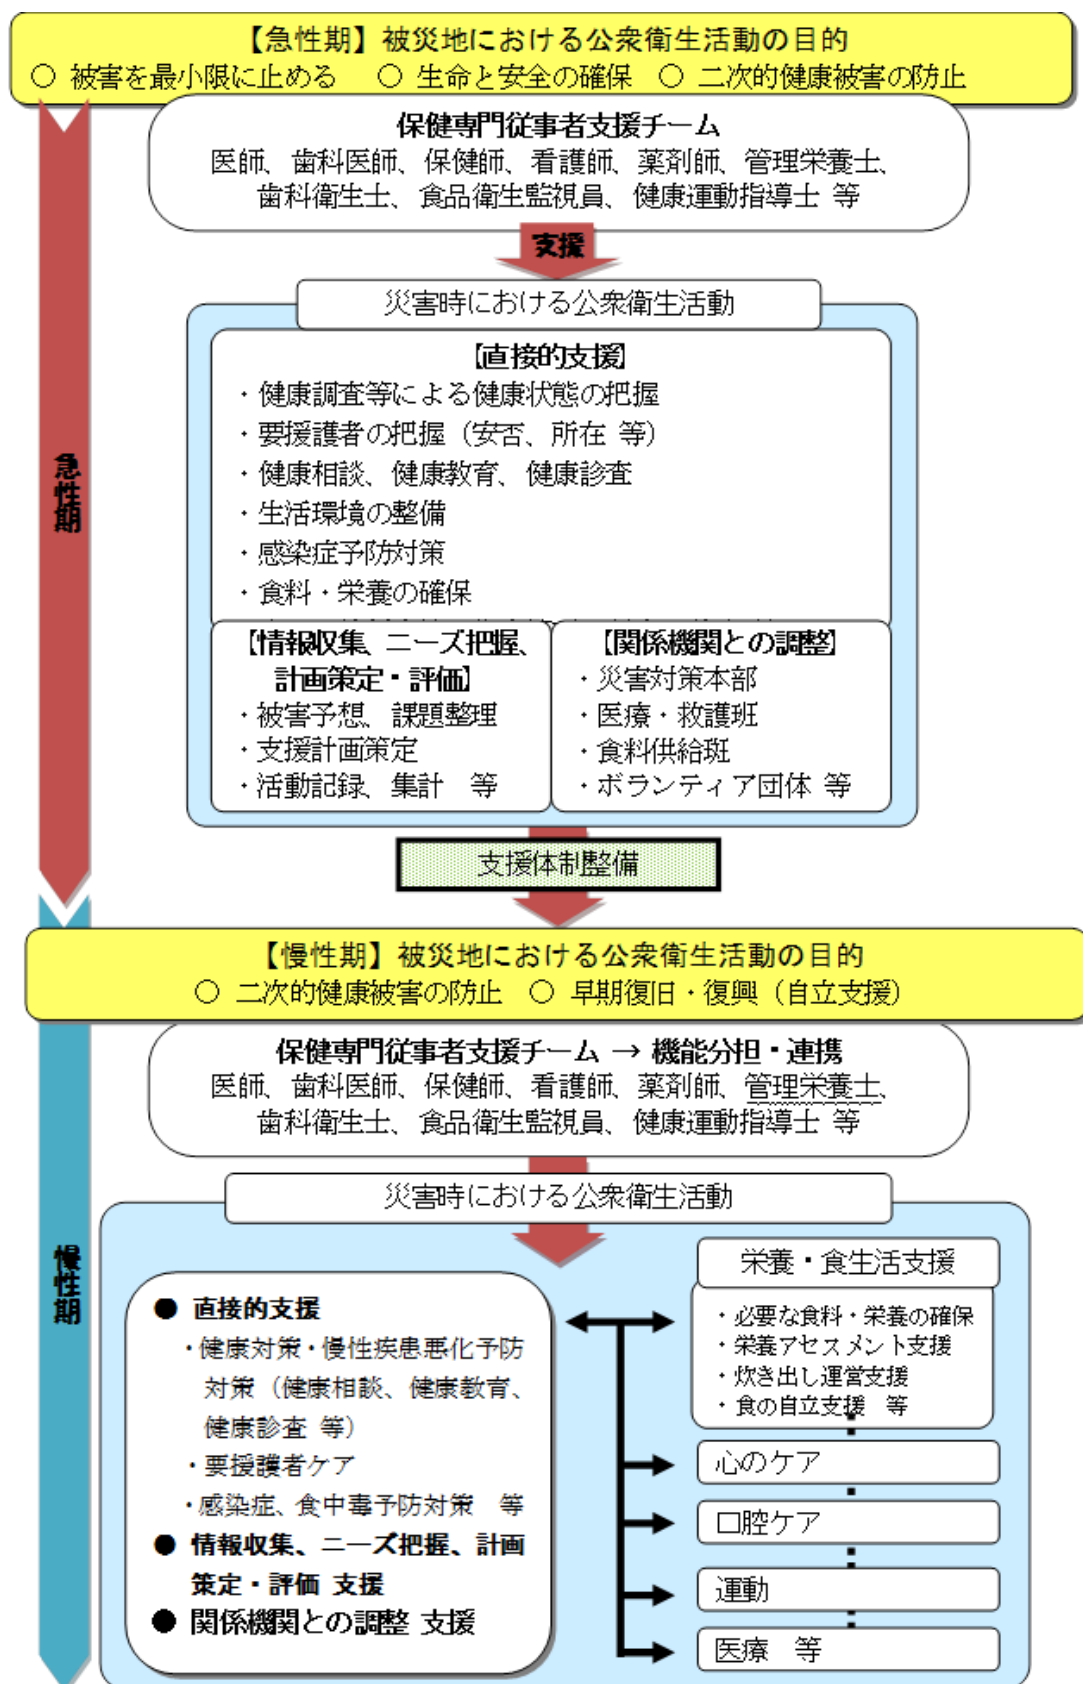 【急性期】被災地における公衆衛生活動の目的
○ 被害を最小限に止める ○ 生命と安全の確保 ○ 二次的健康被害の防止
保健専門従事者支援チーム
医師、歯科医師、保健師、看護師、薬剤師、管理栄養士、
歯科衛生士、食品衛生監視員、健康運動指導士 等
支援
災害時における公衆衛生活動
【直接的支援】
・健康調査等による健康状態の把握
・要援護者の把握（安否、所在 等）
・健康相談、健康教育、健康診査
・生活環境の整備
・感染症予防対策
・食料・栄養の確保
急性期
【情報収集、ニーズ把握、
計画策定・評価】
・被害予想、課題整理
・支援計画策定
・活動記録、集計 等
【関係機関との調整】
・災害対策本部
・医療・救護班
・食料供給班
・ボランティア団体 等
支援体制整備
【慢性期】被災地における公衆衛生活動の目的
○ 二次的健康被害の防止 ○ 早期復旧・復興（自立支援）
保健専門従事者支援チーム → 機能分担・連携
医師、歯科医師、保健師、看護師、薬剤師、管理栄養士、
歯科衛生士、食品衛生監視員、健康運動指導士 等
災害時における公衆衛生活動
慢性期
● 直接的支援
・健康対策・慢性疾患悪化予防
対策（健康相談、健康教育、
健康診査 等）
・要援護者ケア
・感染症、食中毒予防対策 等
● 情報収集、ニーズ把握、計画
策定・評価 支援
● 関係機関との調整 支援
栄養・食生活支援
・必要な食料・栄養の確保
・栄養アセスメント支援
・炊き出し運営支援
・食の自立支援 等
心のケア
口腔ケア
運動
医療 等